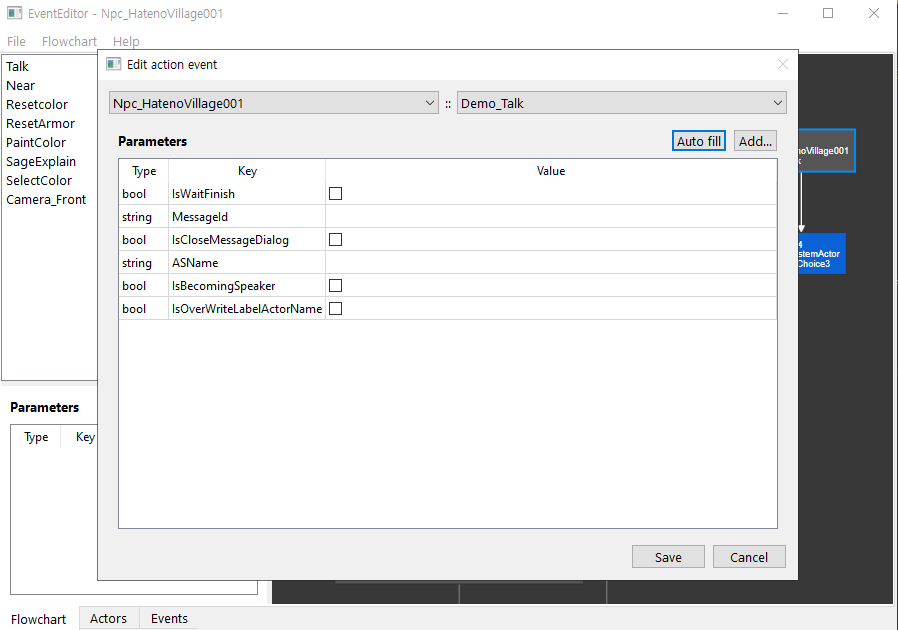 EventEditor - Npc_HatenoVillage001
File Flowchart Help
Talk
Near
Resetcolor
ResetArmor
PaintColor
SageExplain
SelectColor
Camera_Front
Parameters
Type Key
Edit action event
Npc_HatenoVillage001 :: Demo_Talk
Parameters Auto fill Add...
Type Key Value
bool IsWaitFinish
string MessageId
bool IsCloseMessageDialog
string ASName
bool IsBecomingSpeaker
bool IsOverWriteLabelActorName
Save Cancel
noVillage001
k
4
stemActor
Choice3
Flowchart Actors Events